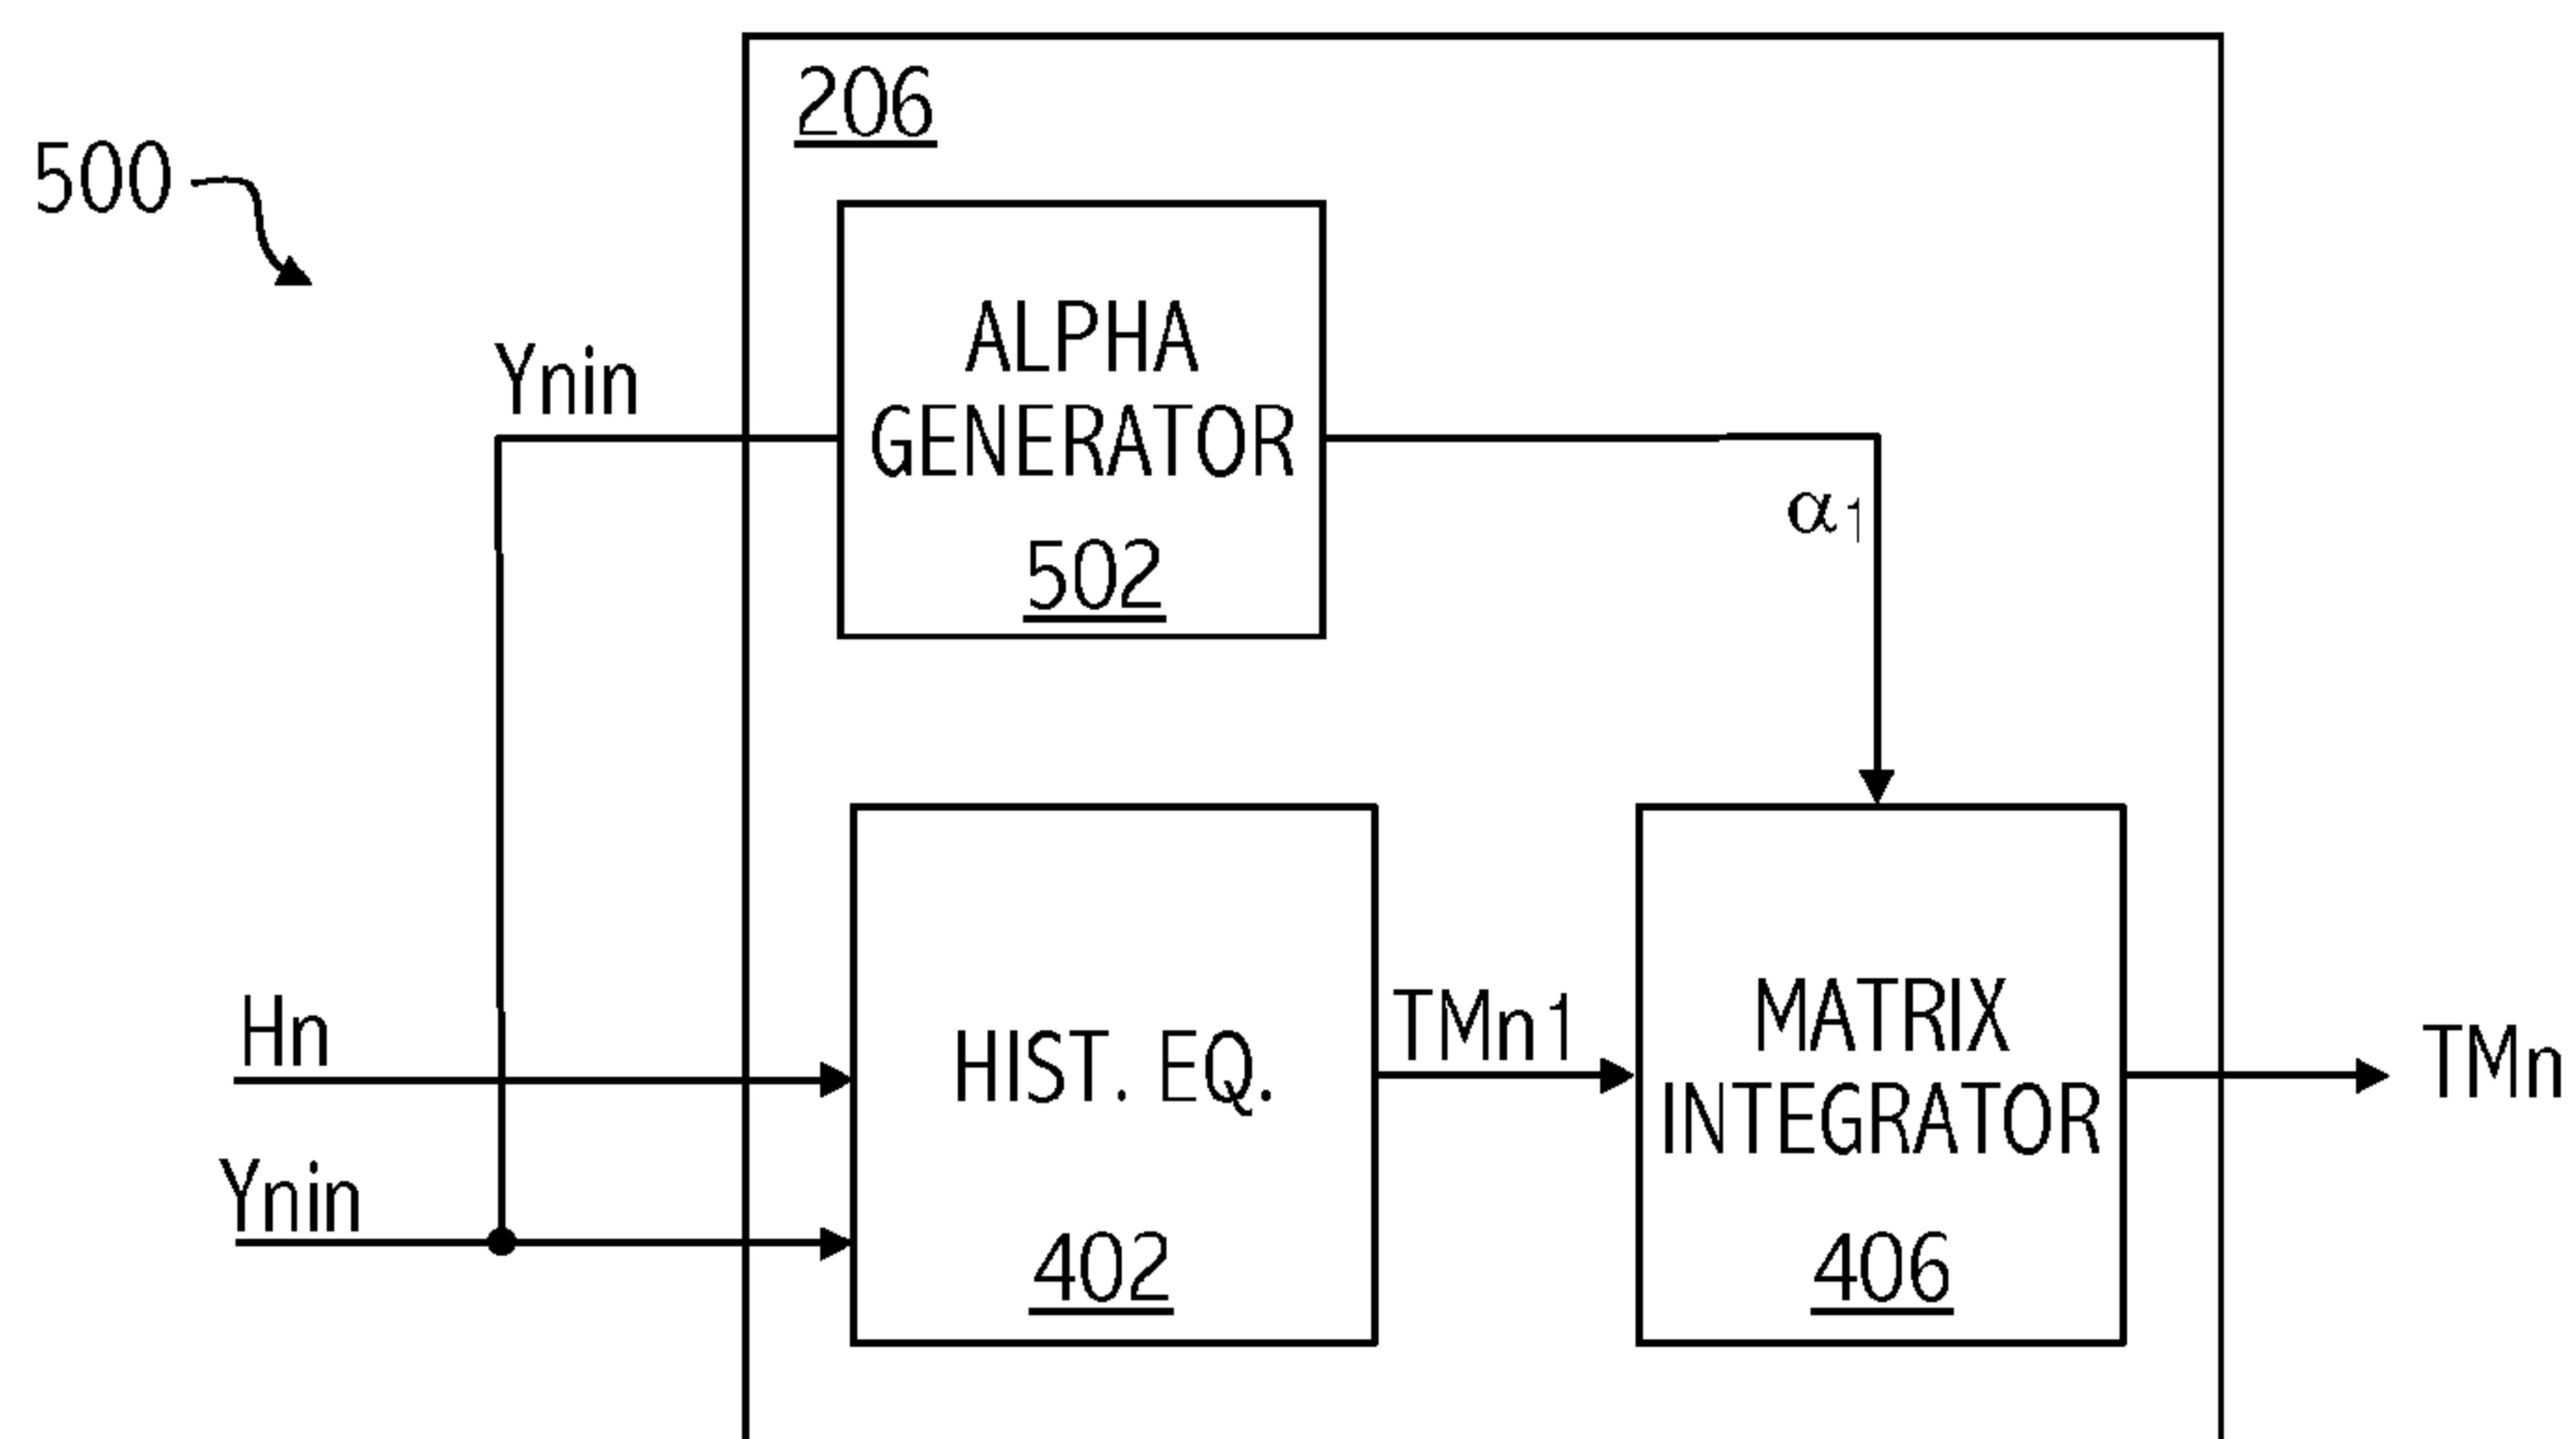 206
500
Ynin
ALPHA
GENERATOR
502
α1
Hn
Ynin
HIST. EQ.
402
TMn1
MATRIX
INTEGRATOR
406
TMn